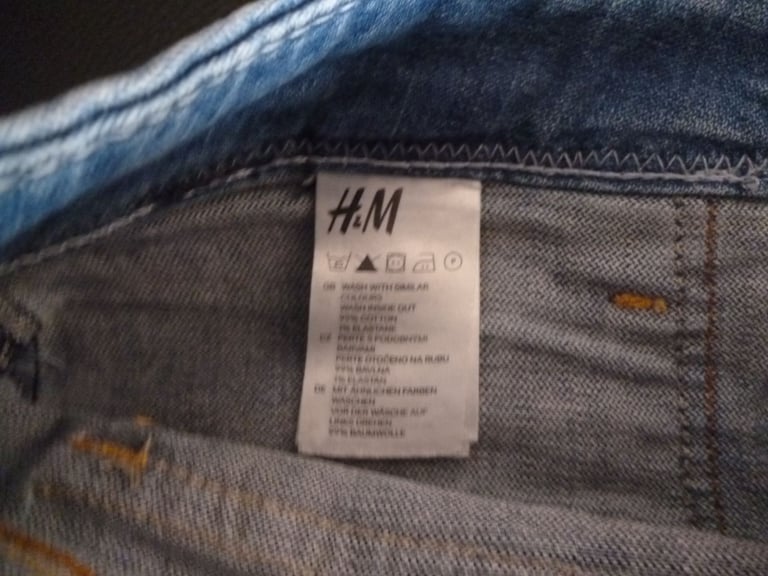 H&M
GB WASH WITH SIMILAR
COLOURS
WASH INSIDE OUT
99% COTTON
1% ELASTANE
CZ PERTE S PODOBNÝMI
BARVAMI
PERTE OTOČENO NA RUBU
99% BAVLNA
1% ELASTAN
DE MIT ÄHNLICHEN FARBEN
WASCHEN
VOR DER WÄSCHE AUF
LINKS DREHEN
99% BAUMWOLLE